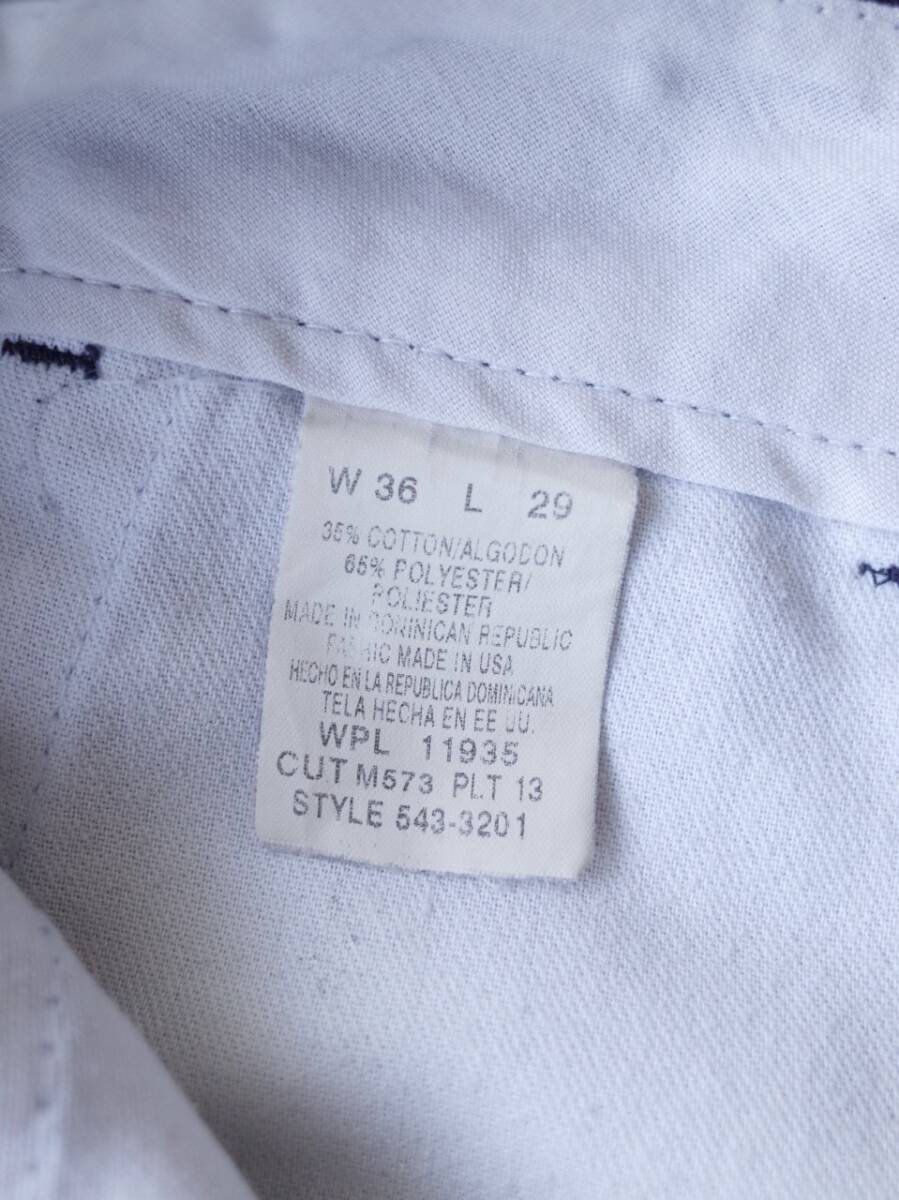 W 36 L 29
35% COTTON/ALGODON
65% POLYESTER/
POLIESTER
MADE IN DOMINICAN REPUBLIC
FABRIC MADE IN USA
HECHO EN LA REPUBLICA DOMINICANA
TELA HECHA EN EE UU.
WPL 11935
CUT M573 PLT 13
STYLE 543-3201